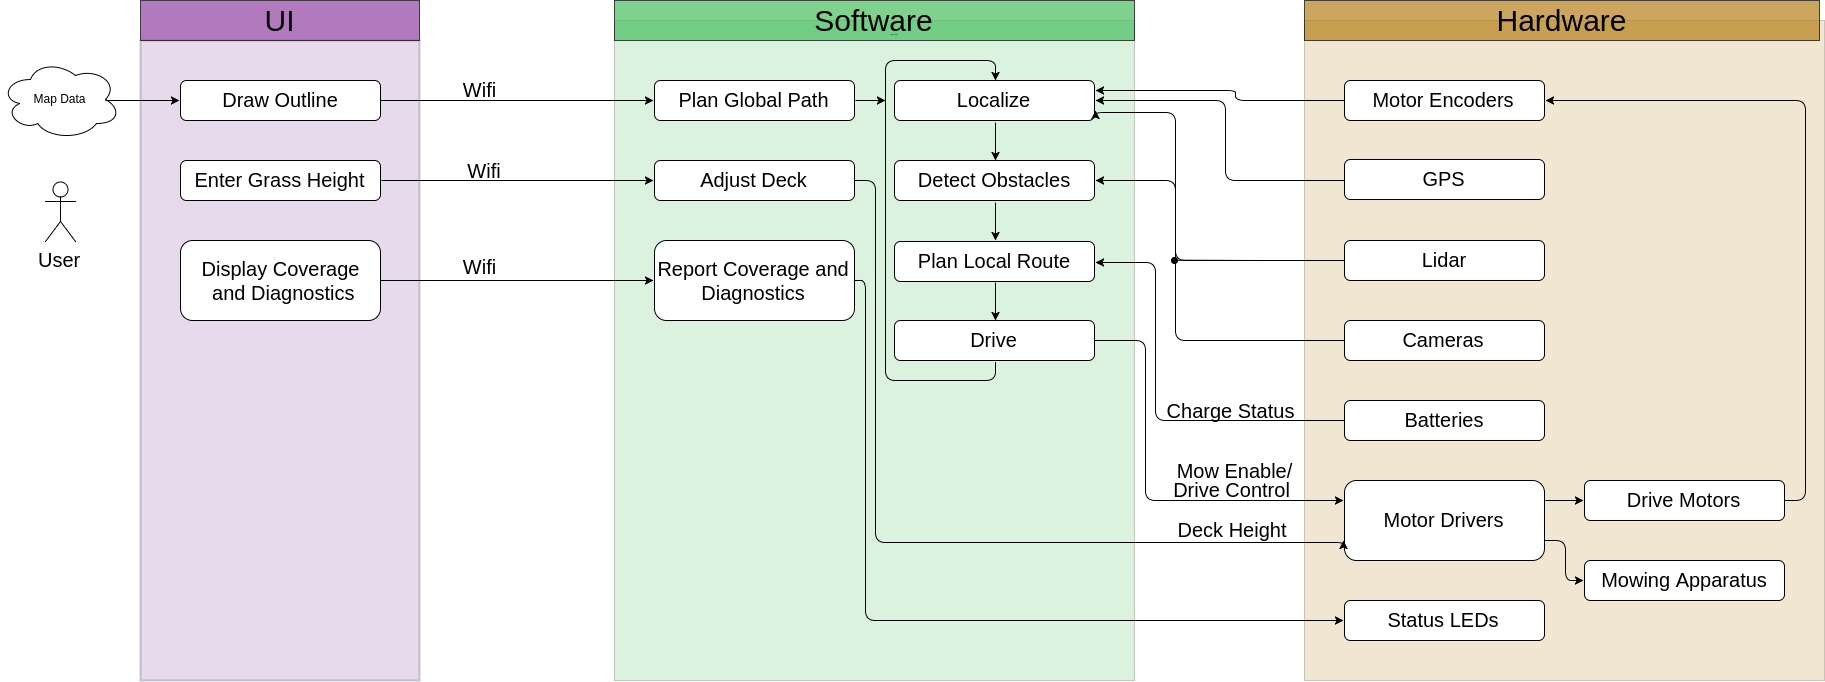 UI
Software
Hardware
Map Data
User
Draw Outline
Enter Grass Height
Display Coverage
and Diagnostics
Wifi
Wifi
Wifi
Plan Global Path
Adjust Deck
Report Coverage and
Diagnostics
Localize
Detect Obstacles
Plan Local Route
Drive
Charge Status
Mow Enable/
Drive Control
Deck Height
Motor Encoders
GPS
Lidar
Cameras
Batteries
Motor Drivers
Status LEDs
Drive Motors
Mowing Apparatus